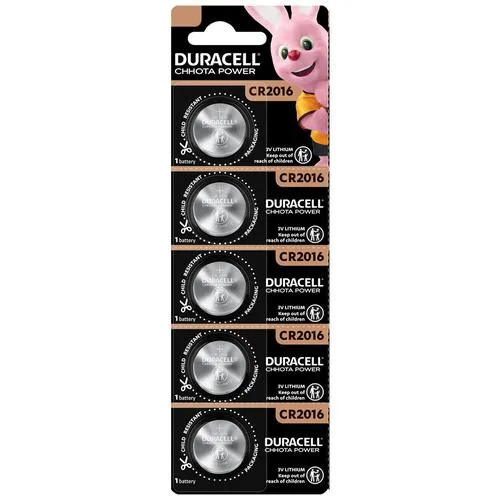 DURACELL
CHHOTA POWER
CR2016
CHILD RESISTANT
PACKAGING
1 battery
3V LITHIUM
Keep out of
reach of children
CR2016
DURACELL
CHHOTA POWER
CHILD RESISTANT
PACKAGING
1 battery
3V LITHIUM
Keep out of
reach of children
CR2016
DURACELL
CHHOTA POWER
CHILD RESISTANT
PACKAGING
1 battery
3V LITHIUM
Keep out of
reach of children
CR2016
DURACELL
CHHOTA POWER
CHILD RESISTANT
PACKAGING
1 battery
3V LITHIUM
Keep out of
reach of children
CR2016
DURACELL
CHHOTA POWER
CHILD RESISTANT
PACKAGING
1 battery
3V LITHIUM
Keep out of
reach of children